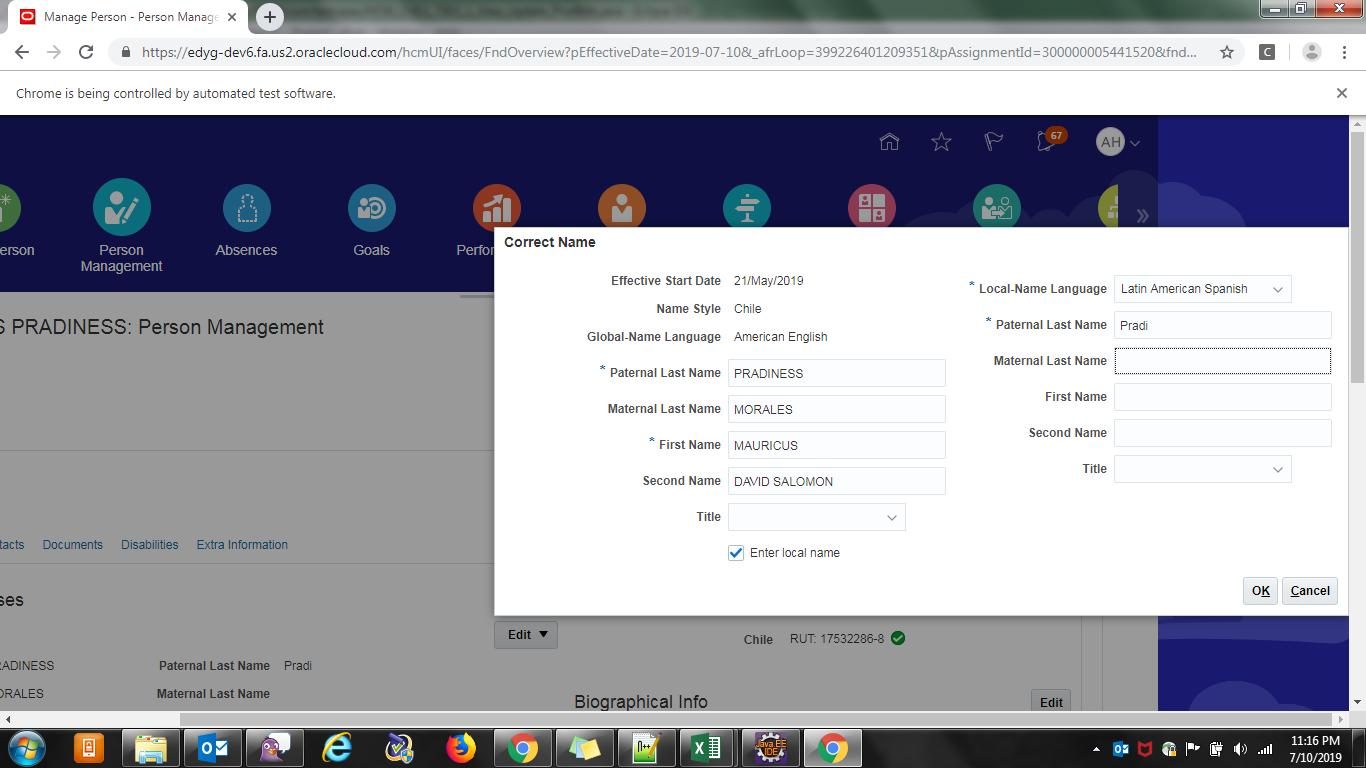 Manage Person - Person Manage
https://edyg-dev6.fa.us2.oraclecloud.com/hcmUI/faces/FndOverview?pEffectiveDate=2019-07-10&_afrLoop=399226401209351&pAssignmentId=300000005441520&fnd...
C
Chrome is being controlled by automated test software.
67
AH
erson
Person
Management
Absences
Goals
Perfor
Correct Name
Effective Start Date 21/May/2019
Name Style Chile
Global-Name Language American English
* Paternal Last Name PRADINESS
Maternal Last Name MORALES
* First Name MAURICUS
Second Name DAVID SALOMON
Title
Enter local name
* Local-Name Language Latin American Spanish
* Paternal Last Name Pradi
Maternal Last Name
First Name
Second Name
Title
OK Cancel
S PRADINESS: Person Management
tacts Documents Disabilities Extra Information
ses
Edit
Chile RUT: 17532286-8
RADINESS Paternal Last Name Pradi
ORALES Maternal Last Name
Biographical Info Edit
Java EE
IDE
11:16 PM
7/10/2019